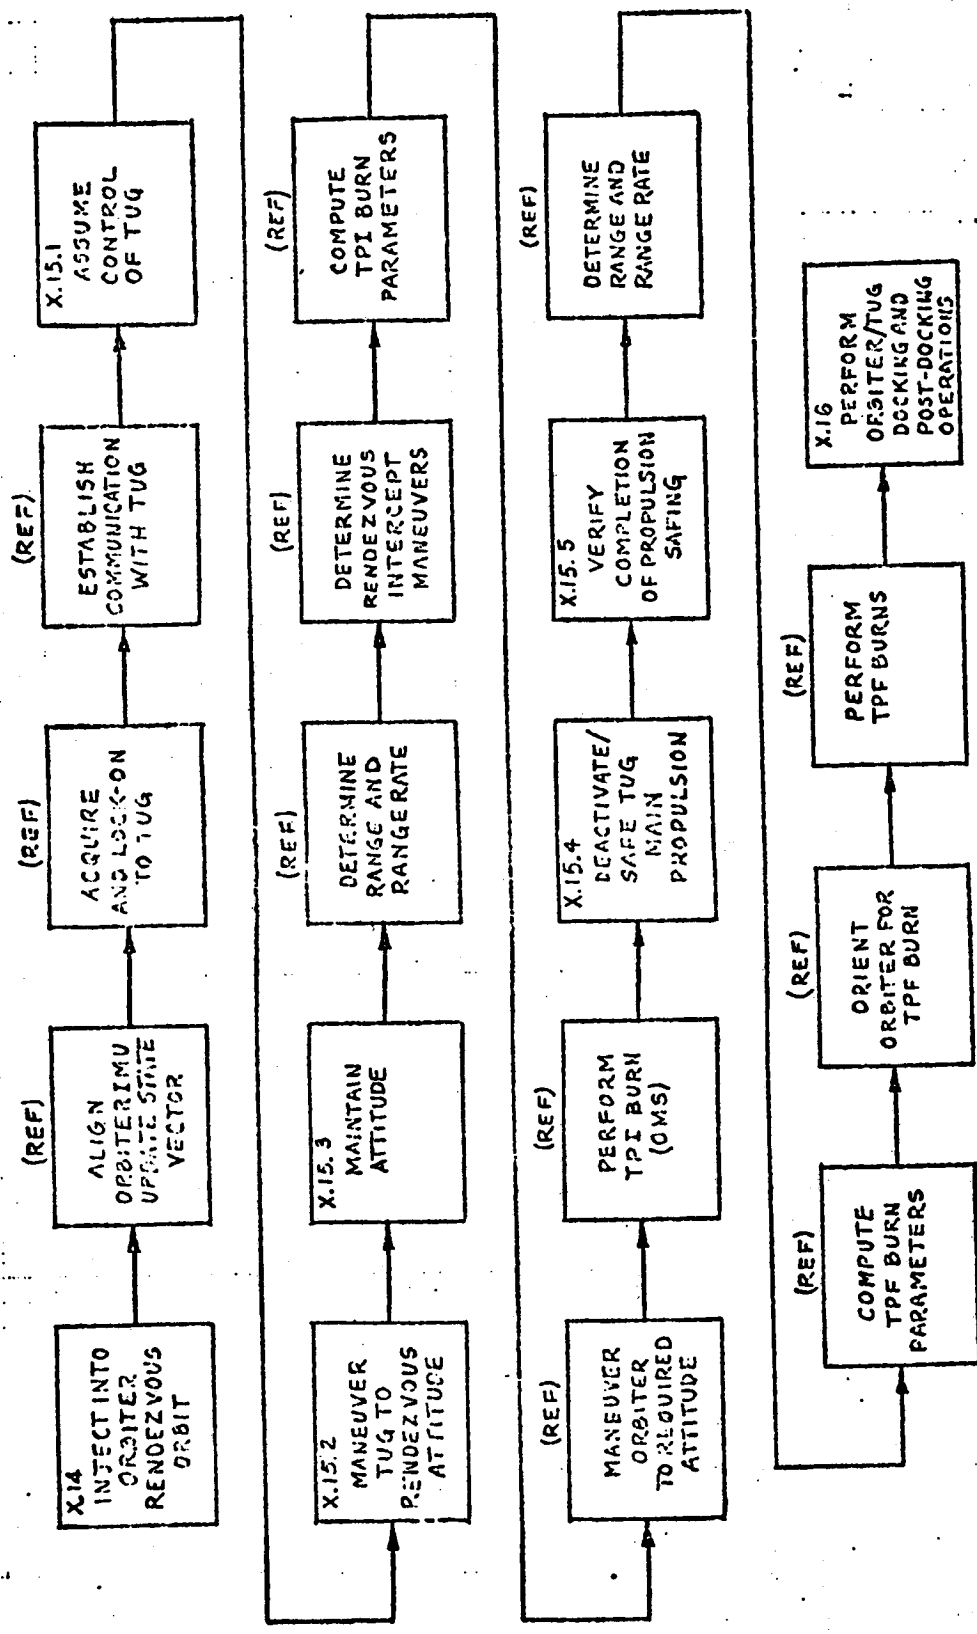 X.14
INJECT INTO
ORBITER
RENDEZVOUS
ORBIT
(REF)
ALIGN
ORBITER IMU
UPDATE STATE
VECTOR
(REF)
ACQUIRE
AND LOCK-ON
TO TUG
(REF)
ESTABLISH
COMMUNICATION
WITH TUG
X.15.1
ASSUME
CONTROL
OF TUG
X.15.2
MANEUVER
TUG TO
RENDEZVOUS
ATTITUDE
X.15.3
MAINTAIN
ATTITUDE
(REF)
DETERMINE
RANGE AND
RANGE RATE
(REF)
DETERMINE
RENDEZVOUS
INTERCEPT
MANEUVERS
(REF)
COMPUTE
TPI BURN
PARAMETERS
(REF)
MANEUVER
ORBITER
TO REQUIRED
ATTITUDE
(REF)
PERFORM
TPI BURN
(OMS)
X.15.4
DEACTIVATE/
SAFE TUG
MAIN
PROPULSION
X.15.5
VERIFY
COMPLETION
OF PROPULSION
SAFING
(REF)
DETERMINE
RANGE AND
RANGE RATE
(REF)
COMPUTE
TPF BURN
PARAMETERS
(REF)
ORIENT
ORBITER FOR
TPF BURN
(REF)
PERFORM
TPF BURNS
X.16
PERFORM
ORBITER/TUG
DOCKING AND
POST-DOCKING
OPERATIONS
1.